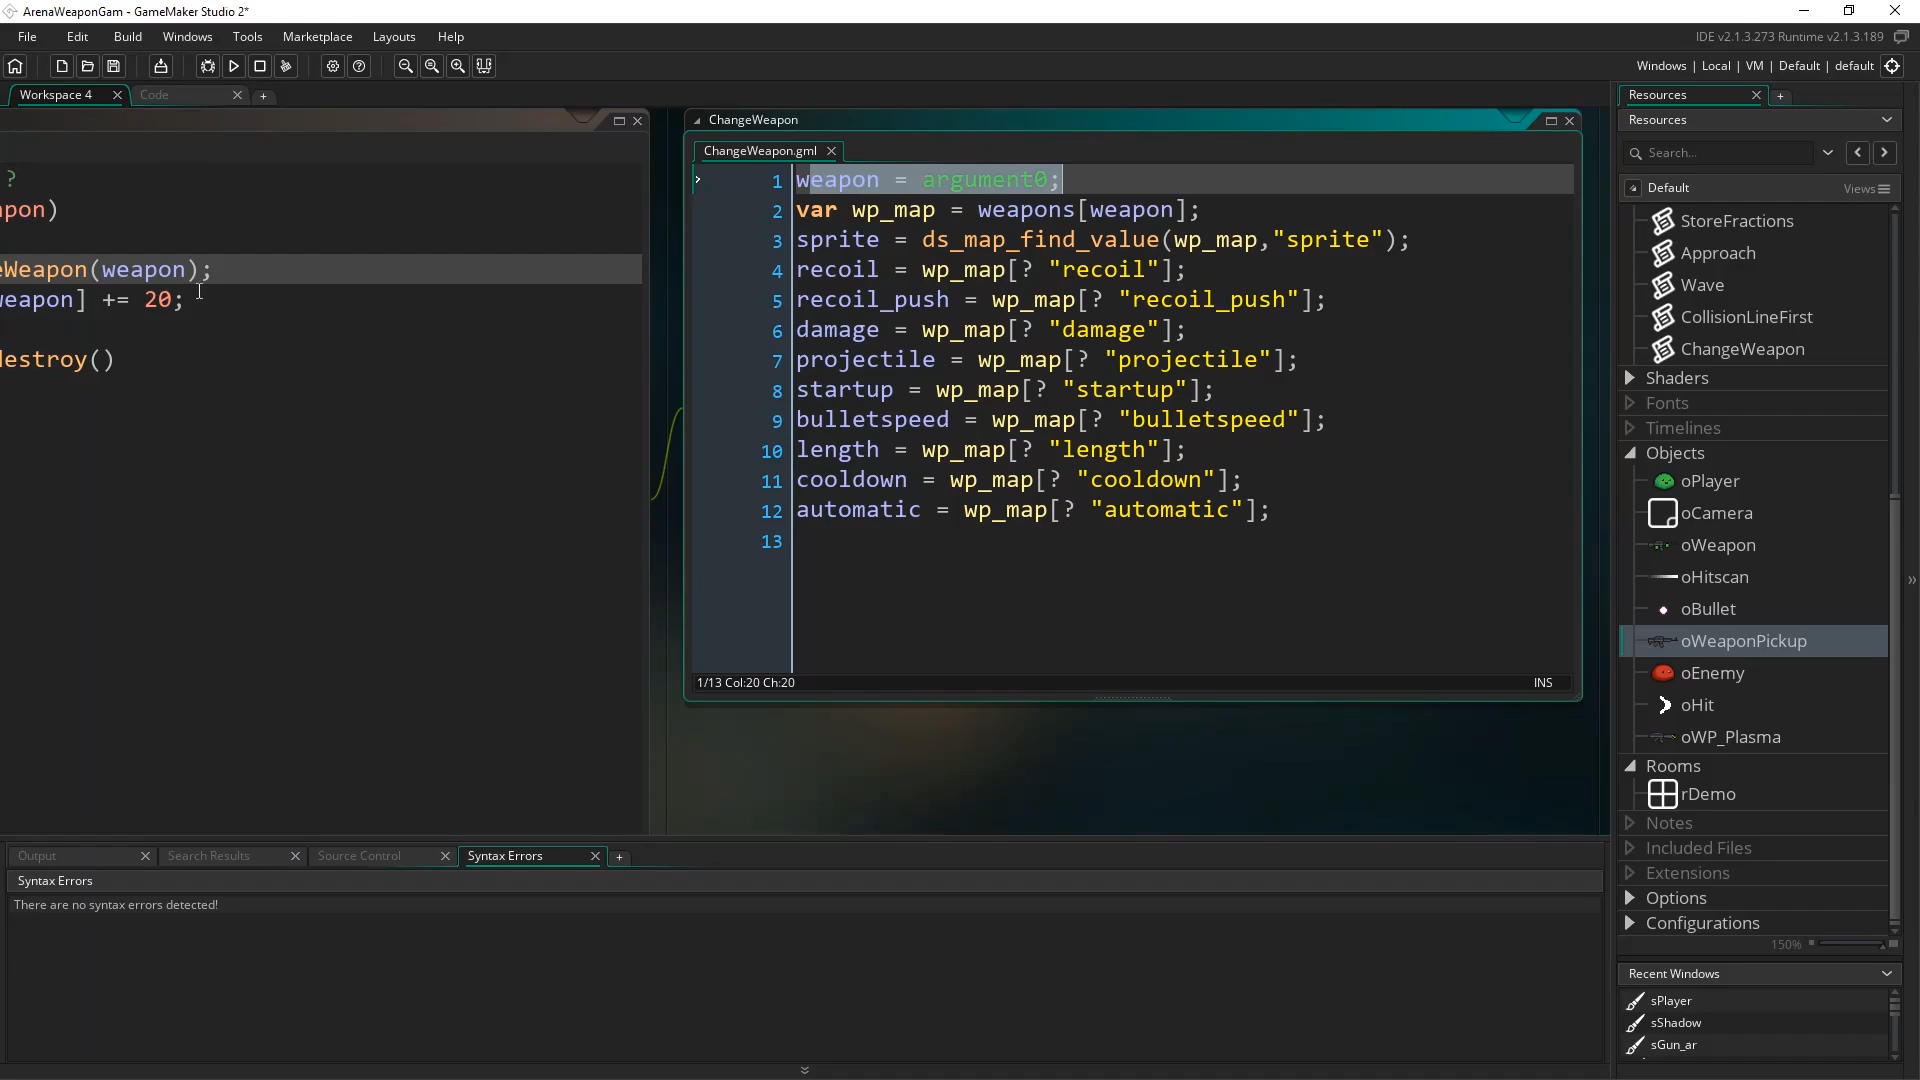 ArenaWeaponGam - GameMaker Studio 2*
File Edit Build Windows Tools Marketplace Layouts Help
IDE v2.1.3.273 Runtime v2.1.3.189
Windows | Local | VM | Default | default
Workspace 4
Code
?
apon)
eWeapon(weapon);
weapon] += 20;
destroy()
ChangeWeapon
ChangeWeapon.gml
1 weapon = argument0;
2 var wp_map = weapons[weapon];
3 sprite = ds_map_find_value(wp_map,"sprite");
4 recoil = wp_map[? "recoil"];
5 recoil_push = wp_map[? "recoil_push"];
6 damage = wp_map[? "damage"];
7 projectile = wp_map[? "projectile"];
8 startup = wp_map[? "startup"];
9 bulletspeed = wp_map[? "bulletspeed"];
10 length = wp_map[? "length"];
11 cooldown = wp_map[? "cooldown"];
12 automatic = wp_map[? "automatic"];
13
1/13 Col:20 Ch:20
INS
Resources
Resources
Search...
Default
Views
StoreFractions
Approach
Wave
CollisionLineFirst
ChangeWeapon
Shaders
Fonts
Timelines
Objects
oPlayer
oCamera
oWeapon
oHitscan
oBullet
oWeaponPickup
oEnemy
oHit
oWP_Plasma
Rooms
rDemo
Notes
Included Files
Extensions
Options
Configurations
150%
Recent Windows
sPlayer
sShadow
sGun_ar
Output
Search Results
Source Control
Syntax Errors
Syntax Errors
There are no syntax errors detected!